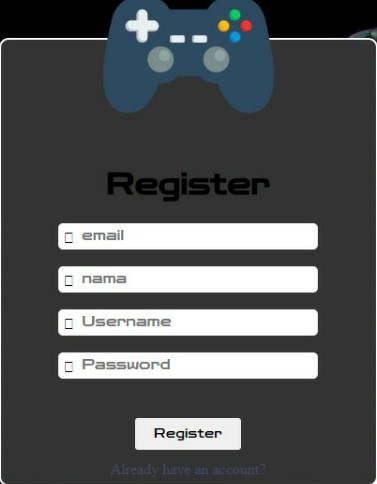 Register
email
nama
Username
Password
Register
Already have an account?